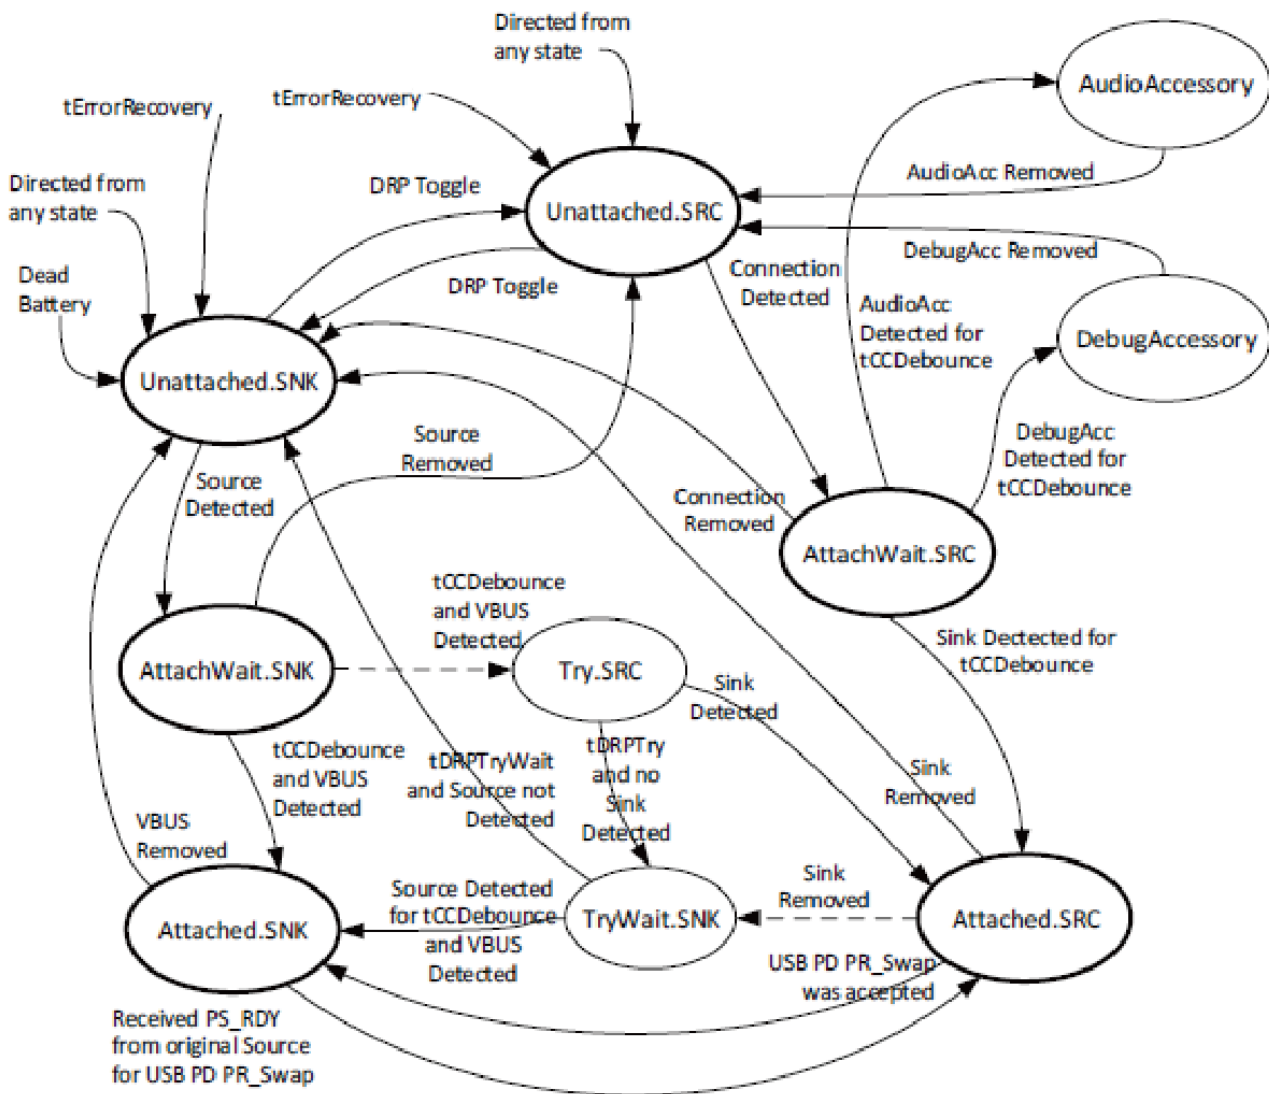 Directed from
any state
AudioAccessory
tErrorRecovery
tErrorRecovery
AudioAcc Removed
Directed from
any state
DRP Toggle
Unattached.SRC
DebugAcc Removed
Connection
Detected
Dead
Battery
DRP Toggle
AudioAcc
Detected for
tCCDebounce
DebugAccessory
Unattached.SNK
Source
Removed
DebugAcc
Detected for
tCCDebounce
Source
Detected
Connection
Removed
AttachWait.SRC
tCCDebounce
and VBUS
Detected
Sink Dectected for
tCCDebounce
AttachWait.SNK
Try.SRC
Sink
Detected
tCCDebounce
and VBUS
Detected
tDRPTryWait
and Source not
Detected
tDRPTry
and no
Sink
Detected
Sink
Removed
VBUS
Removed
Source Detected
for tCCDebounce
and VBUS
Detected
Sink
Removed
Attached.SNK
TryWait.SNK
Attached.SRC
USB PD PR_Swap
was accepted
Received PS_RDY
from original Source
for USB PD PR_Swap